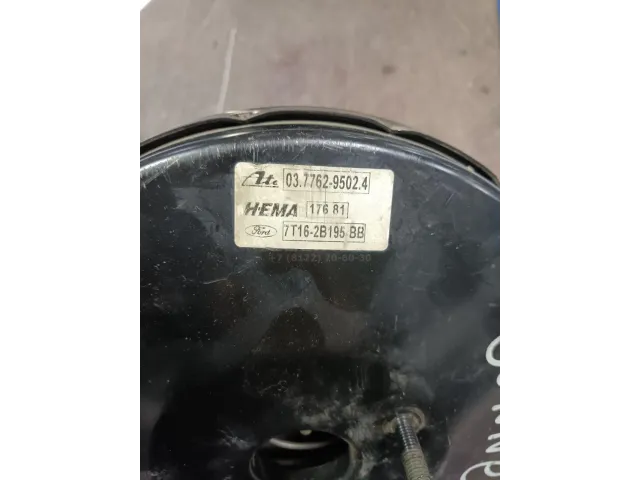 Ate 03.7762-9502.4
HEMA 176 81
Ford 7T16-2B195 BB